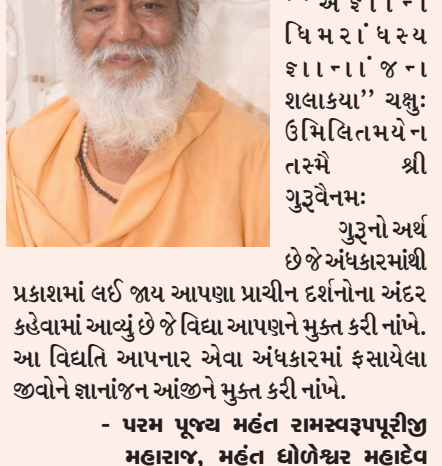 ‘‘અજ્ઞાાના
ધિમરાંધસ્ય
જ્ઞાાનાંજના
શલાકયા’’ ચક્ષુઃ
ઉમિલિતમયેન
તસ્મૈ શ્રી
ગુરૂવૈનમઃ
ગુરૂનો અર્થ
છે જે અંધકારમાંથી
પ્રકાશમાં લઈ જાય આપણા પ્રાચીન દર્શનોના અંદર
કહેવામાં આવ્યું છે જે વિદ્યા આપણને મુક્ત કરી નાંખે.
આ વિદ્યતિ આપનાર એવા અંધકારમાં ફસાયેલા
જીવોને જ્ઞાનાંજન આંજીને મુક્ત કરી નાંખે.
- પરમ પૂજ્ય મહંત રામસ્વરૂપપૂરીજી
મહારાજ, મહંત ધોળેશ્વર મહાદેવ